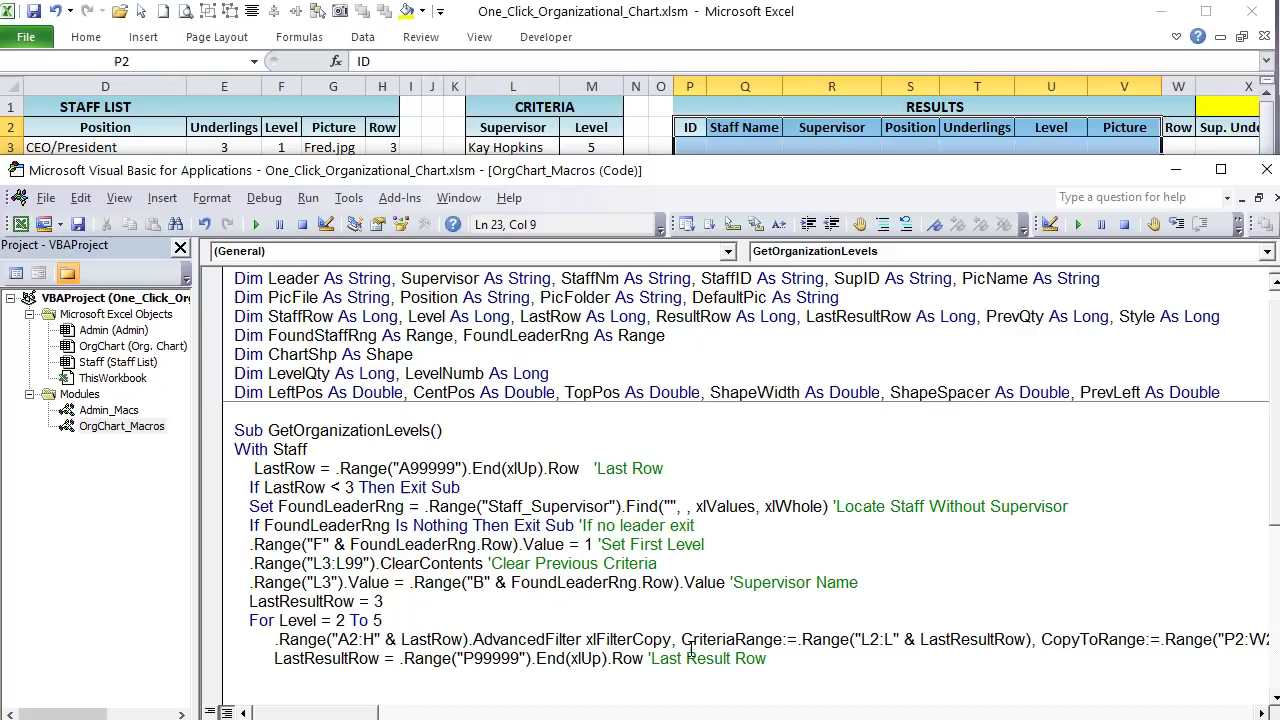 One_Click_Organizational_Chart.xlsm - Microsoft Excel
File Home Insert Page Layout Formulas Data Review View Developer
P2 fx ID
D E F G H I J K L M N O P Q R S T U V W X
1 STAFF LIST CRITERIA RESULTS
2 Position Underlings Level Picture Row Supervisor Level ID Staff Name Supervisor Position Underlings Level Picture Row Sup. Unde
3 CEO/President 3 1 Fred.jpg 3 Kay Hopkins 5
Microsoft Visual Basic for Applications - One_Click_Organizational_Chart.xlsm - [OrgChart_Macros (Code)]
File Edit View Insert Format Debug Run Tools Add-Ins Window Help Type a question for help
Ln 23, Col 9
Project - VBAProject
(General) GetOrganizationLevels
VBAProject (One_Click_Or
Microsoft Excel Objects
Admin (Admin)
OrgChart (Org. Chart)
Staff (Staff List)
ThisWorkbook
Modules
Admin_Macs
OrgChart_Macros
Dim Leader As String, Supervisor As String, StaffNm As String, StaffID As String, SupID As String, PicName As String
Dim PicFile As String, Position As String, PicFolder As String, DefaultPic As String
Dim StaffRow As Long, Level As Long, LastRow As Long, ResultRow As Long, LastResultRow As Long, PrevQty As Long, Style As Long
Dim FoundStaffRng As Range, FoundLeaderRng As Range
Dim ChartShp As Shape
Dim LevelQty As Long, LevelNumb As Long
Dim LeftPos As Double, CentPos As Double, TopPos As Double, ShapeWidth As Double, ShapeSpacer As Double, PrevLeft As Double
Sub GetOrganizationLevels()
With Staff
LastRow = .Range("A99999").End(xlUp).Row 'Last Row
If LastRow < 3 Then Exit Sub
Set FoundLeaderRng = .Range("Staff_Supervisor").Find("", , xlValues, xlWhole) 'Locate Staff Without Supervisor
If FoundLeaderRng Is Nothing Then Exit Sub 'If no leader exit
.Range("F" & FoundLeaderRng.Row).Value = 1 'Set First Level
.Range("L3:L99").ClearContents 'Clear Previous Criteria
.Range("L3").Value = .Range("B" & FoundLeaderRng.Row).Value 'Supervisor Name
LastResultRow = 3
For Level = 2 To 5
.Range("A2:H" & LastRow).AdvancedFilter xlFilterCopy, CriteriaRange:=.Range("L2:L" & LastResultRow), CopyToRange:=.Range("P2:W2
LastResultRow = .Range("P99999").End(xlUp).Row 'Last Result Row